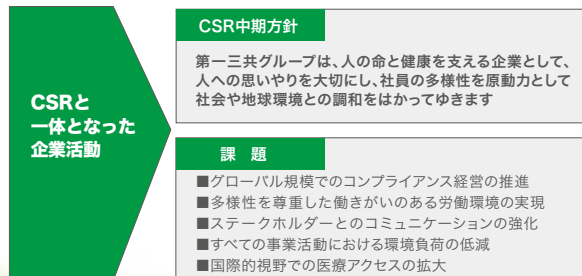 CSRと
一体となった
企業活動
CSR中期方針
第一三共グループは、人の命と健康を支える企業として、
人への思いやりを大切にし、社員の多様性を原動力として
社会や地球環境との調和をはかってゆきます
課 題
■グローバル規模でのコンプライアンス経営の推進
■多様性を尊重した働きがいのある労働環境の実現
■ステークホルダーとのコミュニケーションの強化
■すべての事業活動における環境負荷の低減
■国際的視野での医療アクセスの拡大